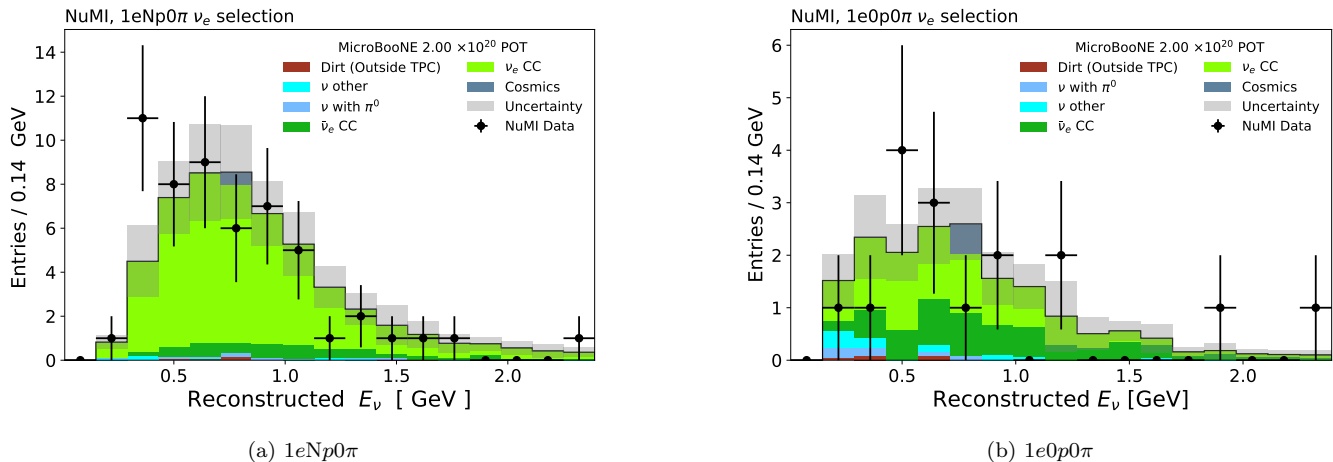 NuMI, 1eNp0π νe selection
MicroBooNE 2.00 ×10²⁰ POT
Dirt (Outside TPC)
ν other
ν with π⁰
ν̄e CC
νe CC
Cosmics
Uncertainty
NuMI Data
Entries / 0.14 GeV
14
12
10
8
6
4
2
0
0.5
1.0
1.5
2.0
Reconstructed Eν [ GeV ]
(a) 1eNp0π
NuMI, 1e0p0π νe selection
MicroBooNE 2.00 ×10²⁰ POT
Dirt (Outside TPC)
ν with π⁰
ν other
ν̄e CC
νe CC
Cosmics
Uncertainty
NuMI Data
Entries / 0.14 GeV
6
5
4
3
2
1
0
0.5
1.0
1.5
2.0
Reconstructed Eν [GeV]
(b) 1e0p0π